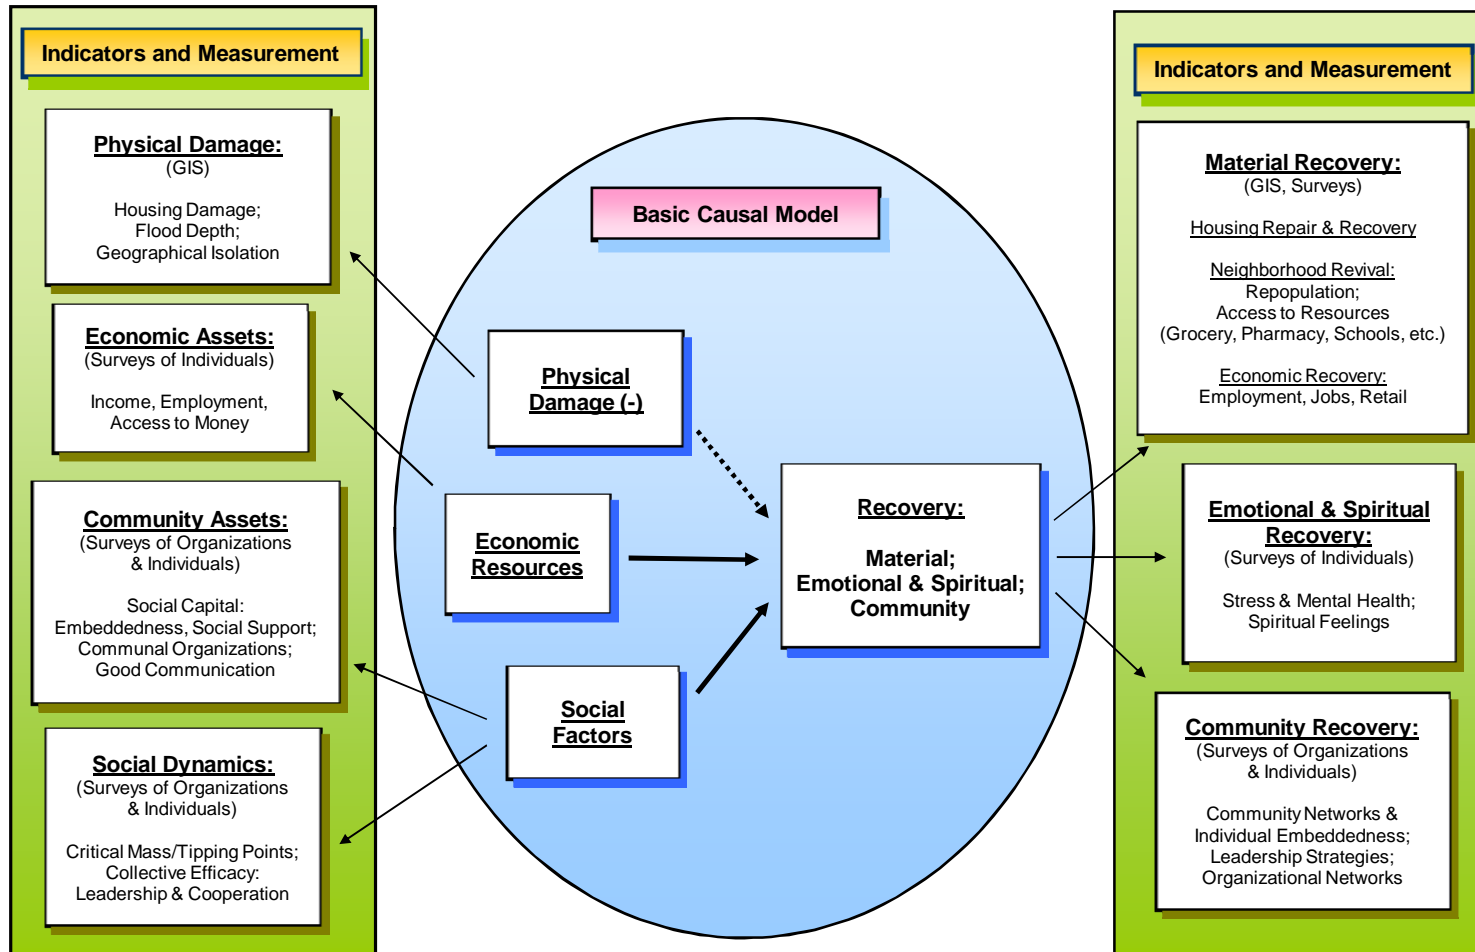 Indicators and Measurement
Physical Damage:
(GIS)
Housing Damage;
Flood Depth;
Geographical Isolation
Economic Assets:
(Surveys of Individuals)
Income, Employment,
Access to Money
Community Assets:
(Surveys of Organizations
& Individuals)
Social Capital:
Embeddedness, Social Support;
Communal Organizations;
Good Communication
Social Dynamics:
(Surveys of Organizations
& Individuals)
Critical Mass/Tipping Points;
Collective Efficacy:
Leadership & Cooperation
Basic Causal Model
Physical
Damage (-)
Economic
Resources
Social
Factors
Recovery:
Material;
Emotional & Spiritual;
Community
Indicators and Measurement
Material Recovery:
(GIS, Surveys)
Housing Repair & Recovery
Neighborhood Revival:
Repopulation;
Access to Resources
(Grocery, Pharmacy, Schools, etc.)
Economic Recovery:
Employment, Jobs, Retail
Emotional & Spiritual
Recovery:
(Surveys of Individuals)
Stress & Mental Health;
Spiritual Feelings
Community Recovery:
(Surveys of Organizations
& Individuals)
Community Networks &
Individual Embeddedness;
Leadership Strategies;
Organizational Networks